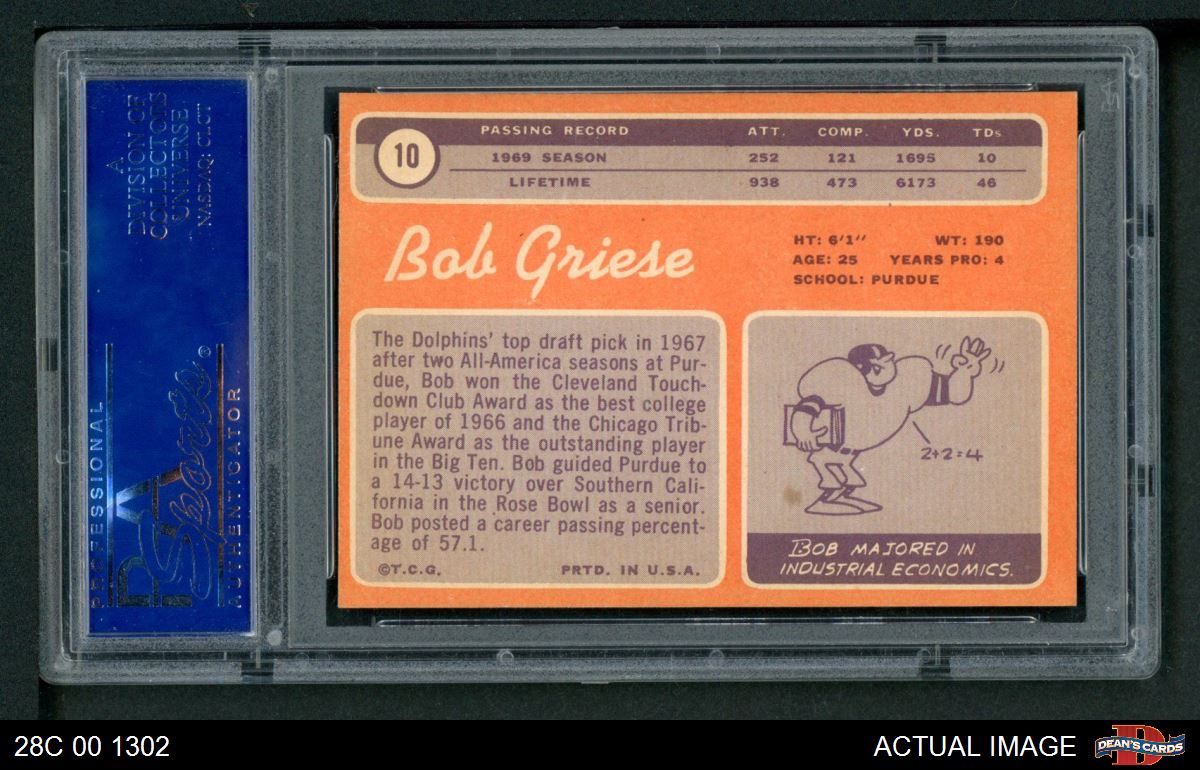 A
DIVISION OF
COLLECTORS
UNIVERSE
NASDAQ: CLCT
PROFESSIONAL
PSA
Sports®
AUTHENTICATOR
10
PASSING RECORD ATT. COMP. YDS. TDs
1969 SEASON 252 121 1695 10
LIFETIME 938 473 6173 46
Bob Griese
HT: 6'1" WT: 190
AGE: 25 YEARS PRO: 4
SCHOOL: PURDUE
The Dolphins' top draft pick in 1967
after two All-America seasons at Pur-
due, Bob won the Cleveland Touch-
down Club Award as the best college
player of 1966 and the Chicago Trib-
une Award as the outstanding player
in the Big Ten. Bob guided Purdue to
a 14-13 victory over Southern Cali-
fornia in the Rose Bowl as a senior.
Bob posted a career passing percent-
age of 57.1.
©T.C.G. PRTD. IN U.S.A.
2+2=4
BOB MAJORED IN
INDUSTRIAL ECONOMICS.
28C 00 1302
ACTUAL IMAGE
DEAN'S CARDS